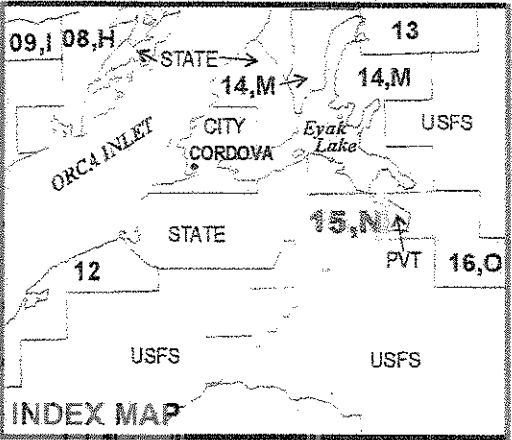 09,I 08,H
STATE
13
14,M
14,M
CITY
CORDOVA
Eyak
Lake
USFS
ORCA INLET
STATE
15,N
PVT
16,O
12
USFS
USFS
INDEX MAP